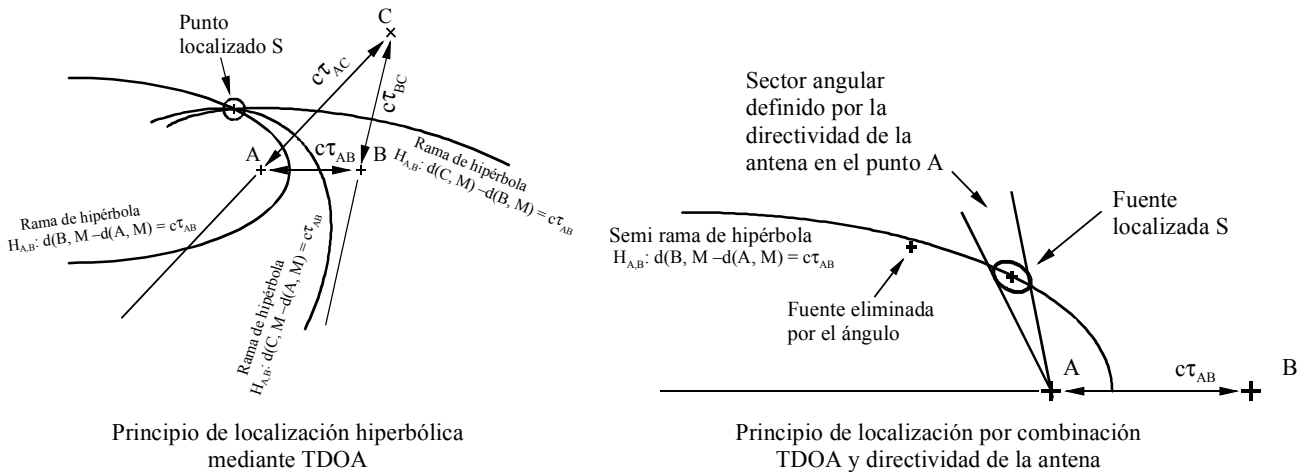 Punto
localizado S
C
cτAC
cτBC
A
cτAB
B
Rama de hipérbola
HA,B: d(C, M) –d(B, M) = cτAB
Rama de hipérbola
HA,B: d(B, M –d(A, M) = cτAB
Rama de hipérbola
HA,B: d(C, M –d(A, M) = cτAB
Principio de localización hiperbólica
mediante TDOA
Sector angular
definido por la
directividad de la
antena en el punto A
Fuente
localizada S
Semi rama de hipérbola
HA,B: d(B, M –d(A, M) = cτAB
Fuente eliminada
por el ángulo
A
cτAB
B
Principio de localización por combinación
TDOA y directividad de la antena